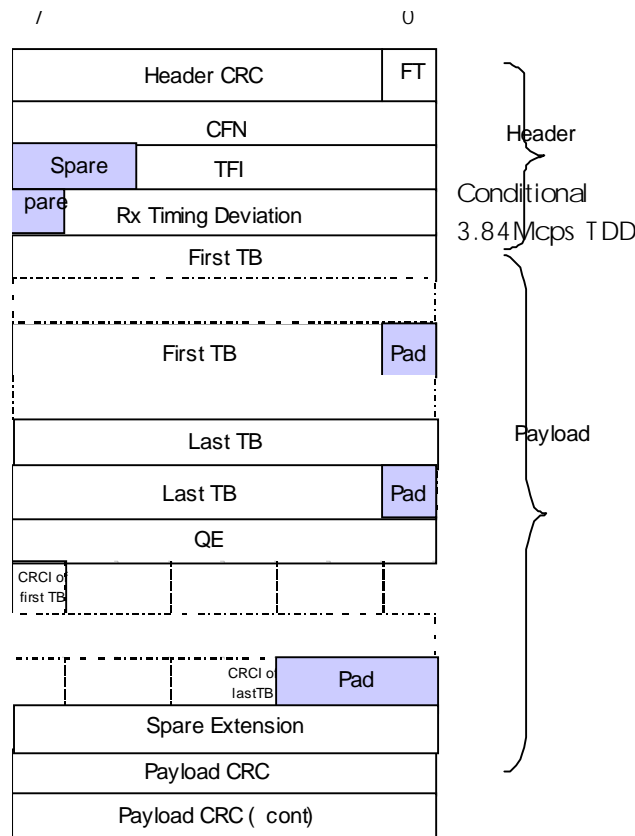 7 0
Header CRC FT
CFN
Header
Spare TFI
pare Rx Timing Deviation
Conditional
3.84Mcps TDD
First TB
First TB Pad
Last TB
Payload
Last TB Pad
QE
CRCI of
first TB
CRCI of
lastTB
Pad
Spare Extension
Payload CRC
Payload CRC ( cont)